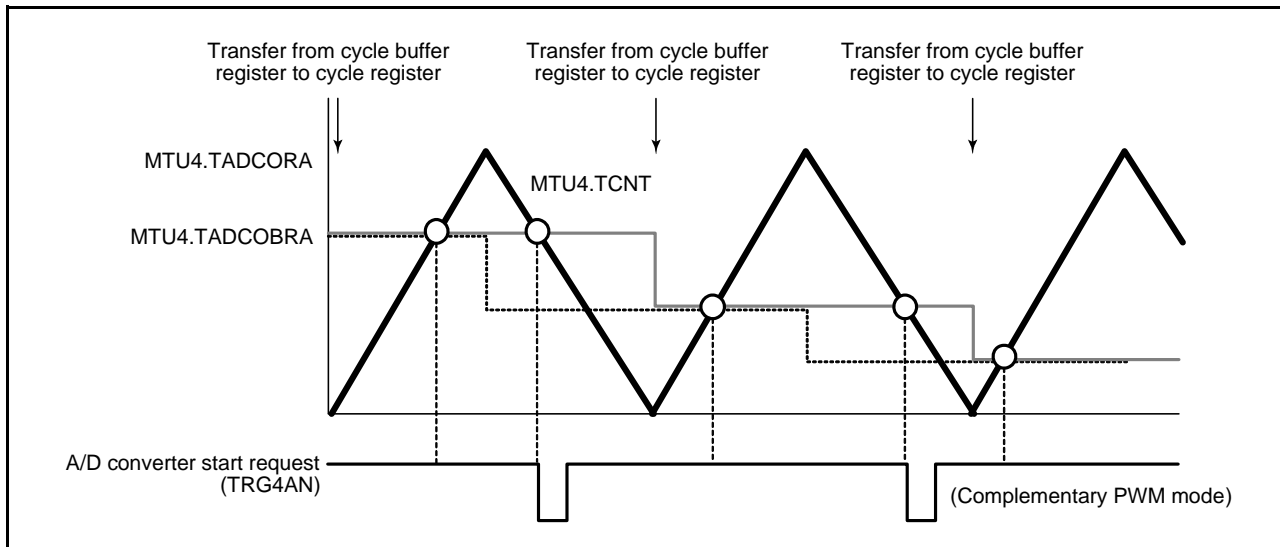 Transfer from cycle buffer
register to cycle register
Transfer from cycle buffer
register to cycle register
Transfer from cycle buffer
register to cycle register
MTU4.TADCORA
MTU4.TCNT
MTU4.TADCOBRA
A/D converter start request
(TRG4AN)
(Complementary PWM mode)